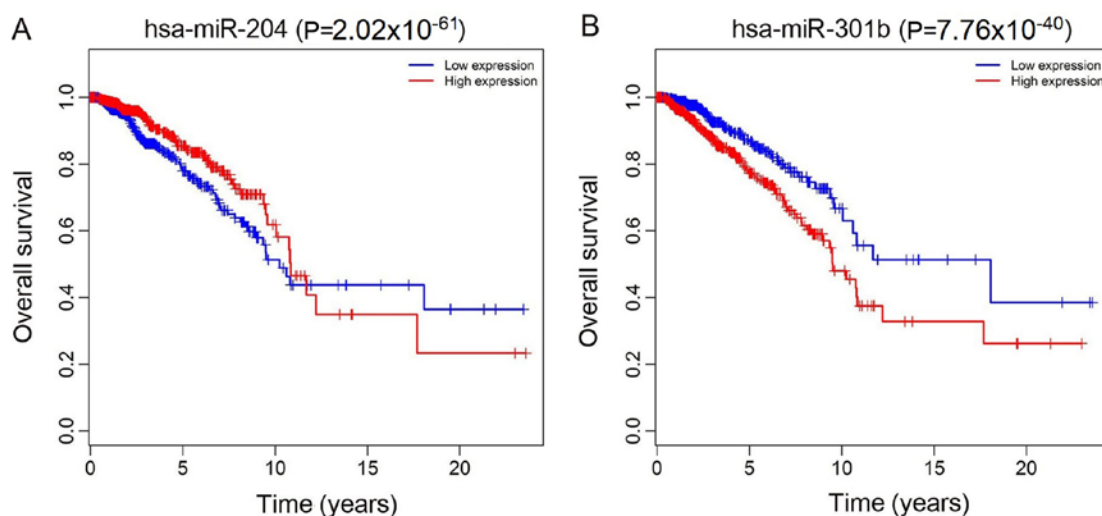 A
hsa-miR-204 (P=2.02x10⁻⁶¹)
Low expression
High expression
Overall survival
1.0
0.8
0.6
0.4
0.2
0.0
0 5 10 15 20
Time (years)
B
hsa-miR-301b (P=7.76x10⁻⁴⁰)
Low expression
High expression
Overall survival
1.0
0.8
0.6
0.4
0.2
0.0
0 5 10 15 20
Time (years)